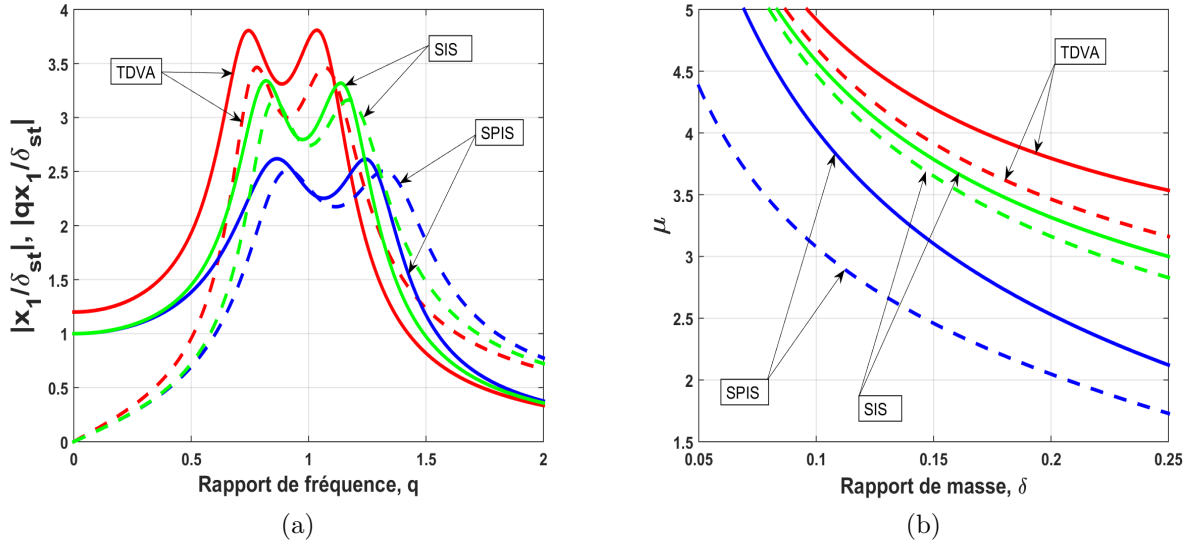 |x1/δst|, |qx1/δst|
4
3.5
3
2.5
2
1.5
1
0.5
0
TDVA
SIS
SPIS
0
0.5
1
1.5
2
Rapport de fréquence, q
(a)
μ
5
4.5
4
3.5
3
2.5
2
1.5
TDVA
SPIS
SIS
0.05
0.1
0.15
0.2
0.25
Rapport de masse, δ
(b)